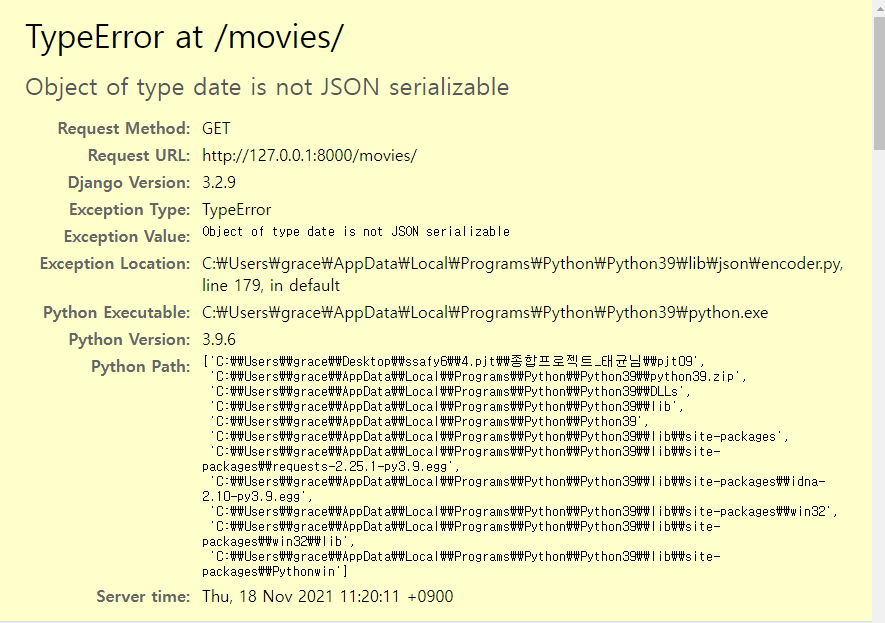 TypeError at /movies/
Object of type date is not JSON serializable
Request Method: GET
Request URL: http://127.0.0.1:8000/movies/
Django Version: 3.2.9
Exception Type: TypeError
Exception Value: Object of type date is not JSON serializable
Exception Location: C:₩Users₩grace₩AppData₩Local₩Programs₩Python₩Python39₩lib₩json₩encoder.py,
line 179, in default
Python Executable: C:₩Users₩grace₩AppData₩Local₩Programs₩Python₩Python39₩python.exe
Python Version: 3.9.6
Python Path: ['C:₩₩Users₩₩grace₩₩Desktop₩₩ssafy6₩₩4.pjt₩₩종합프로젝트_태균님₩₩pjt09',
'C:₩₩Users₩₩grace₩₩AppData₩₩Local₩₩Programs₩₩Python₩₩Python39₩₩python39.zip',
'C:₩₩Users₩₩grace₩₩AppData₩₩Local₩₩Programs₩₩Python₩₩Python39₩₩DLLs',
'C:₩₩Users₩₩grace₩₩AppData₩₩Local₩₩Programs₩₩Python₩₩Python39₩₩lib',
'C:₩₩Users₩₩grace₩₩AppData₩₩Local₩₩Programs₩₩Python₩₩Python39',
'C:₩₩Users₩₩grace₩₩AppData₩₩Local₩₩Programs₩₩Python₩₩Python39₩₩lib₩₩site-packages',
'C:₩₩Users₩₩grace₩₩AppData₩₩Local₩₩Programs₩₩Python₩₩Python39₩₩lib₩₩site-
packages₩₩requests-2.25.1-py3.9.egg',
'C:₩₩Users₩₩grace₩₩AppData₩₩Local₩₩Programs₩₩Python₩₩Python39₩₩lib₩₩site-packages₩₩idna-
2.10-py3.9.egg',
'C:₩₩Users₩₩grace₩₩AppData₩₩Local₩₩Programs₩₩Python₩₩Python39₩₩lib₩₩site-packages₩₩win32',
'C:₩₩Users₩₩grace₩₩AppData₩₩Local₩₩Programs₩₩Python₩₩Python39₩₩lib₩₩site-
packages₩₩win32₩₩lib',
'C:₩₩Users₩₩grace₩₩AppData₩₩Local₩₩Programs₩₩Python₩₩Python39₩₩lib₩₩site-
packages₩₩Pythonwin']
Server time: Thu, 18 Nov 2021 11:20:11 +0900